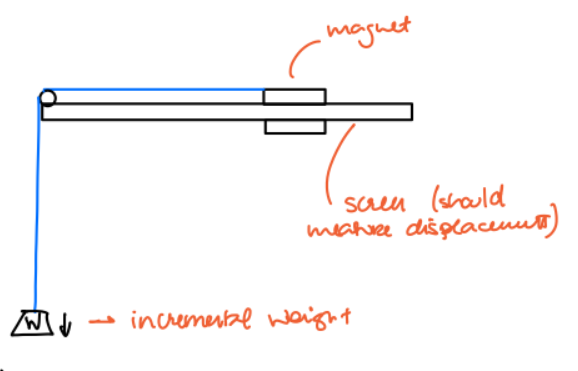 magnet
screen (should
measure displacement)
W → incremental weight